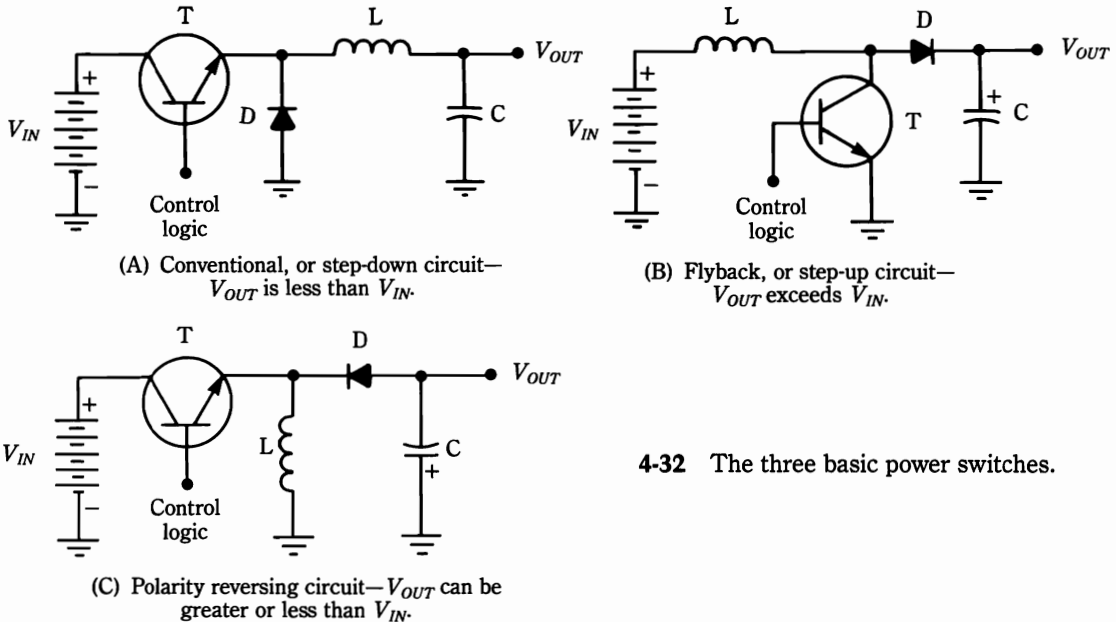 T
L
V_OUT
+
D
C
V_IN
−
Control
logic
(A) Conventional, or step-down circuit—
V_OUT is less than V_IN.
L
D
V_OUT
+
+
C
V_IN
T
−
Control
logic
(B) Flyback, or step-up circuit—
V_OUT exceeds V_IN.
T
D
V_OUT
+
L
C
V_IN
+
−
Control
logic
(C) Polarity reversing circuit—V_OUT can be
greater or less than V_IN.
4-32 The three basic power switches.